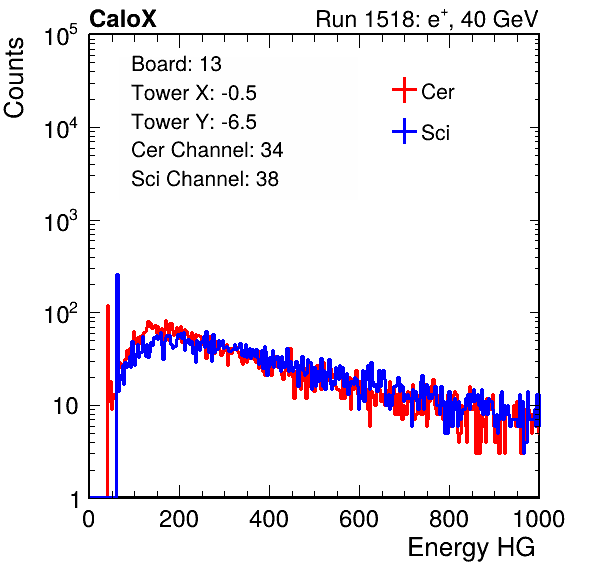 CaloX Run 1518: e⁺, 40 GeV
Counts
Board: 13
Tower X: -0.5
Tower Y: -6.5
Cer Channel: 34
Sci Channel: 38
Cer
Sci
10⁵
10⁴
10³
10²
10
1
0 200 400 600 800 1000
Energy HG